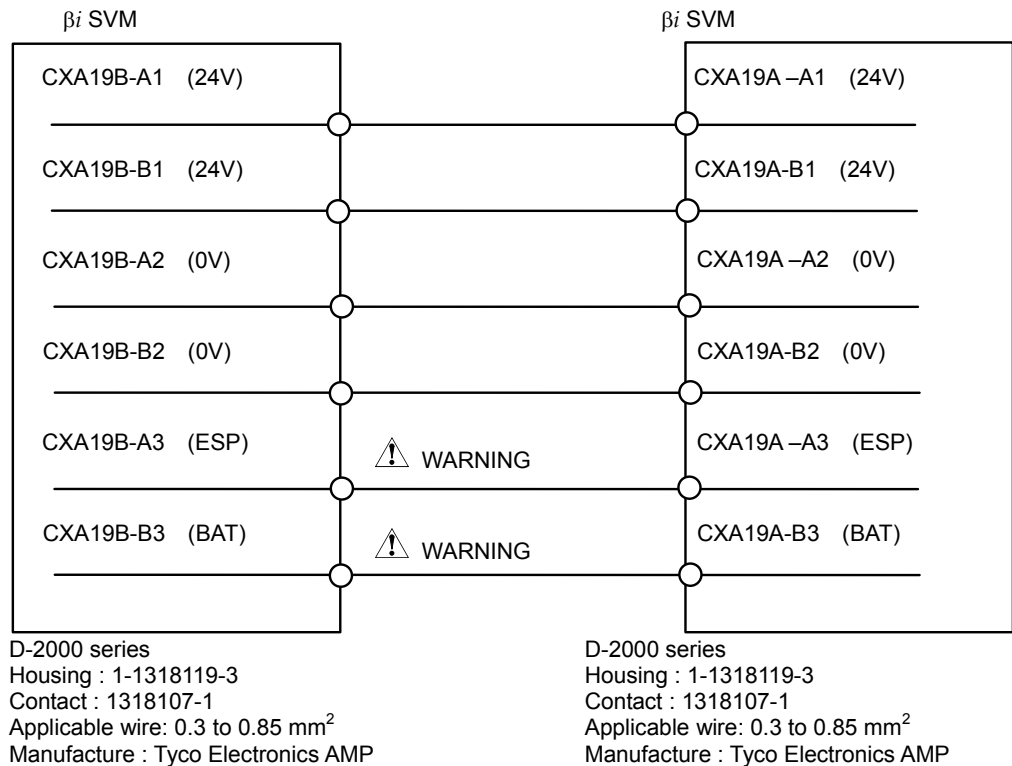 βi SVM
βi SVM
CXA19B-A1 (24V)
CXA19A –A1 (24V)
CXA19B-B1 (24V)
CXA19A-B1 (24V)
CXA19B-A2 (0V)
CXA19A –A2 (0V)
CXA19B-B2 (0V)
CXA19A-B2 (0V)
CXA19B-A3 (ESP)
WARNING
CXA19A –A3 (ESP)
CXA19B-B3 (BAT)
WARNING
CXA19A-B3 (BAT)
D-2000 series
Housing : 1-1318119-3
Contact : 1318107-1
Applicable wire: 0.3 to 0.85 mm²
Manufacture : Tyco Electronics AMP
D-2000 series
Housing : 1-1318119-3
Contact : 1318107-1
Applicable wire: 0.3 to 0.85 mm²
Manufacture : Tyco Electronics AMP